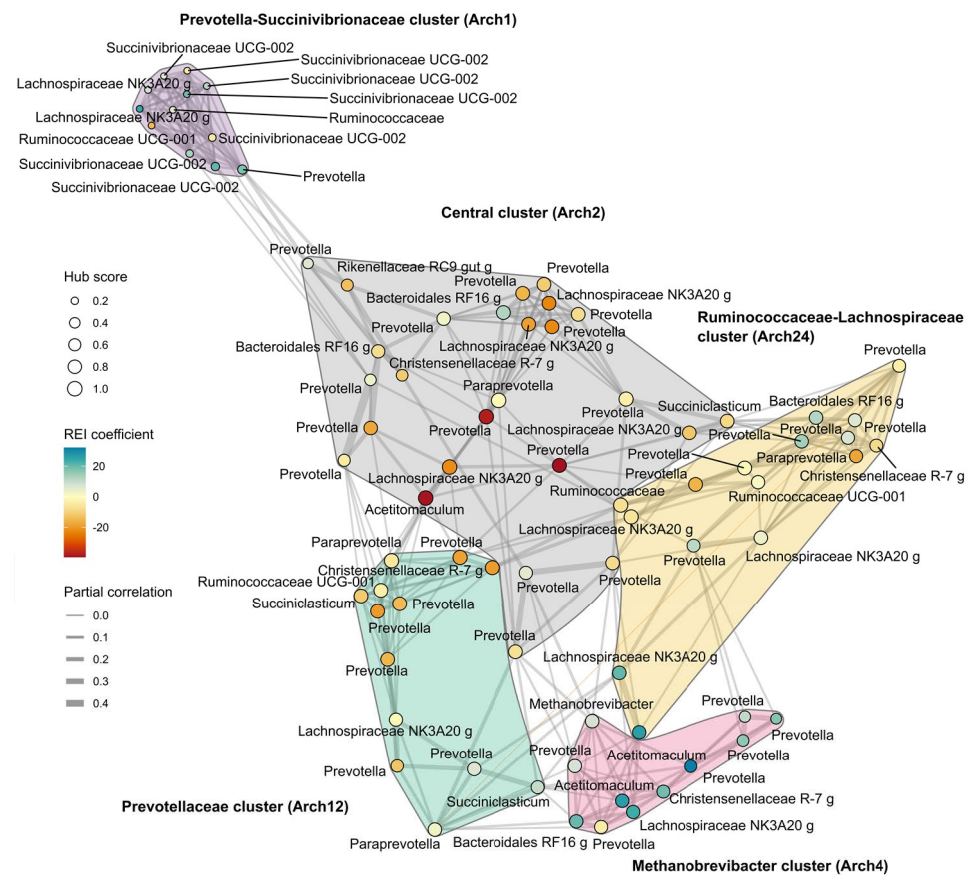 Prevotella-Succinivibrionaceae cluster (Arch1)
Succinivibrionaceae UCG-002
Succinivibrionaceae UCG-002
Lachnospiraceae NK3A20 g
Succinivibrionaceae UCG-002
Succinivibrionaceae UCG-002
Lachnospiraceae NK3A20 g
Ruminococcaceae
Ruminococcaceae UCG-001
Succinivibrionaceae UCG-002
Succinivibrionaceae UCG-002
Prevotella
Succinivibrionaceae UCG-002
Central cluster (Arch2)
Prevotella
Rikenellaceae RC9 gut g
Prevotella
Prevotella
Bacteroidales RF16 g
Lachnospiraceae NK3A20 g
Prevotella
Prevotella
Prevotella
Lachnospiraceae NK3A20 g
Bacteroidales RF16 g
Christensenellaceae R-7 g
Prevotella
Paraprevotella
Prevotella
Succiniclasticum
Prevotella
Prevotella
Lachnospiraceae NK3A20 g
Prevotella
Prevotella
Lachnospiraceae NK3A20 g
Acetitomaculum
Hub score
0.2
0.4
0.6
0.8
1.0
REI coefficient
20
0
-20
Partial correlation
0.0
0.1
0.2
0.3
0.4
Ruminococcaceae-Lachnospiraceae
cluster (Arch24)
Prevotella
Bacteroidales RF16 g
Prevotella
Prevotella
Prevotella
Prevotella
Paraprevotella
Prevotella
Christensenellaceae R-7 g
Ruminococcaceae
Ruminococcaceae UCG-001
Lachnospiraceae NK3A20 g
Prevotella
Lachnospiraceae NK3A20 g
Paraprevotella
Prevotella
Christensenellaceae R-7 g
Ruminococcaceae UCG-001
Prevotella
Prevotella
Succiniclasticum
Prevotella
Prevotella
Prevotella
Prevotella
Lachnospiraceae NK3A20 g
Lachnospiraceae NK3A20 g
Prevotella
Prevotella
Succiniclasticum
Paraprevotella
Prevotellaceae cluster (Arch12)
Methanobrevibacter
Prevotella
Prevotella
Prevotella
Acetitomaculum
Prevotella
Prevotella
Acetitomaculum
Christensenellaceae R-7 g
Lachnospiraceae NK3A20 g
Bacteroidales RF16 g
Prevotella
Methanobrevibacter cluster (Arch4)